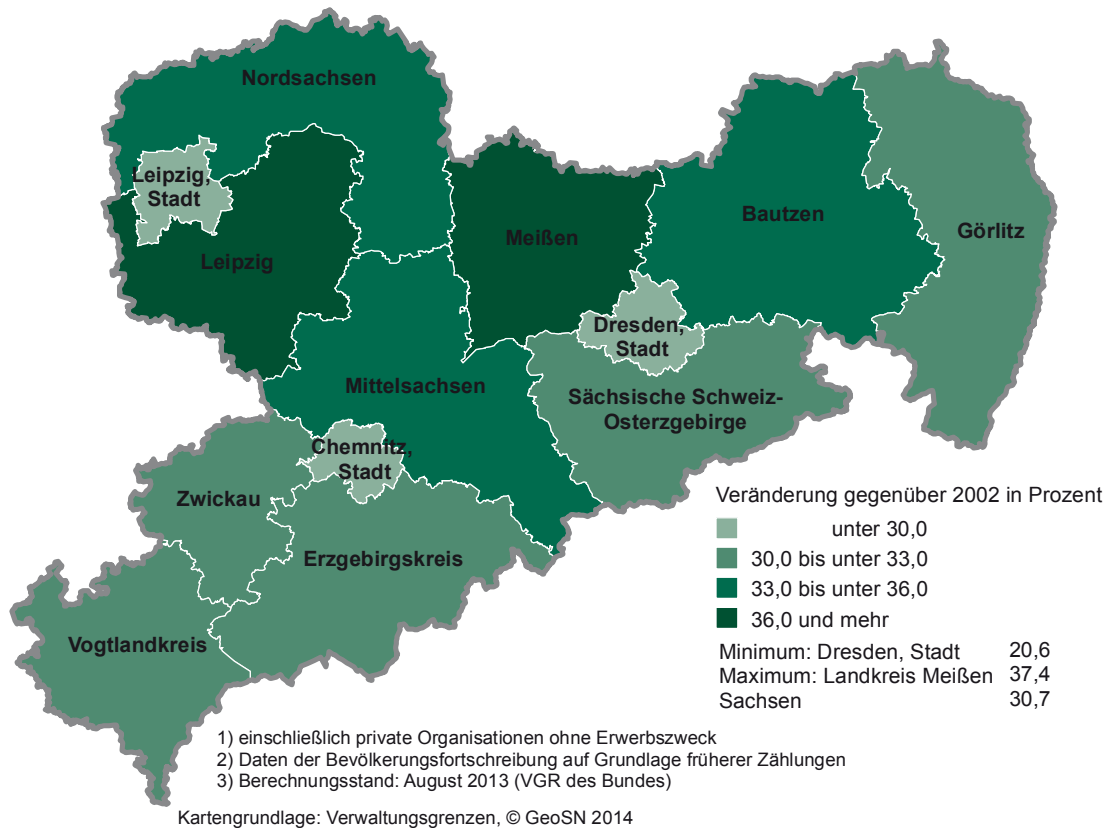 Nordsachsen
Leipzig,
Stadt
Leipzig
Meißen
Bautzen
Görlitz
Dresden,
Stadt
Mittelsachsen
Sächsische Schweiz-
Osterzgebirge
Chemnitz,
Stadt
Zwickau
Erzgebirgskreis
Vogtlandkreis
Veränderung gegenüber 2002 in Prozent
unter 30,0
30,0 bis unter 33,0
33,0 bis unter 36,0
36,0 und mehr
Minimum: Dresden, Stadt 20,6
Maximum: Landkreis Meißen 37,4
Sachsen 30,7
1) einschließlich private Organisationen ohne Erwerbszweck
2) Daten der Bevölkerungsfortschreibung auf Grundlage früherer Zählungen
3) Berechnungsstand: August 2013 (VGR des Bundes)
Kartengrundlage: Verwaltungsgrenzen, © GeoSN 2014